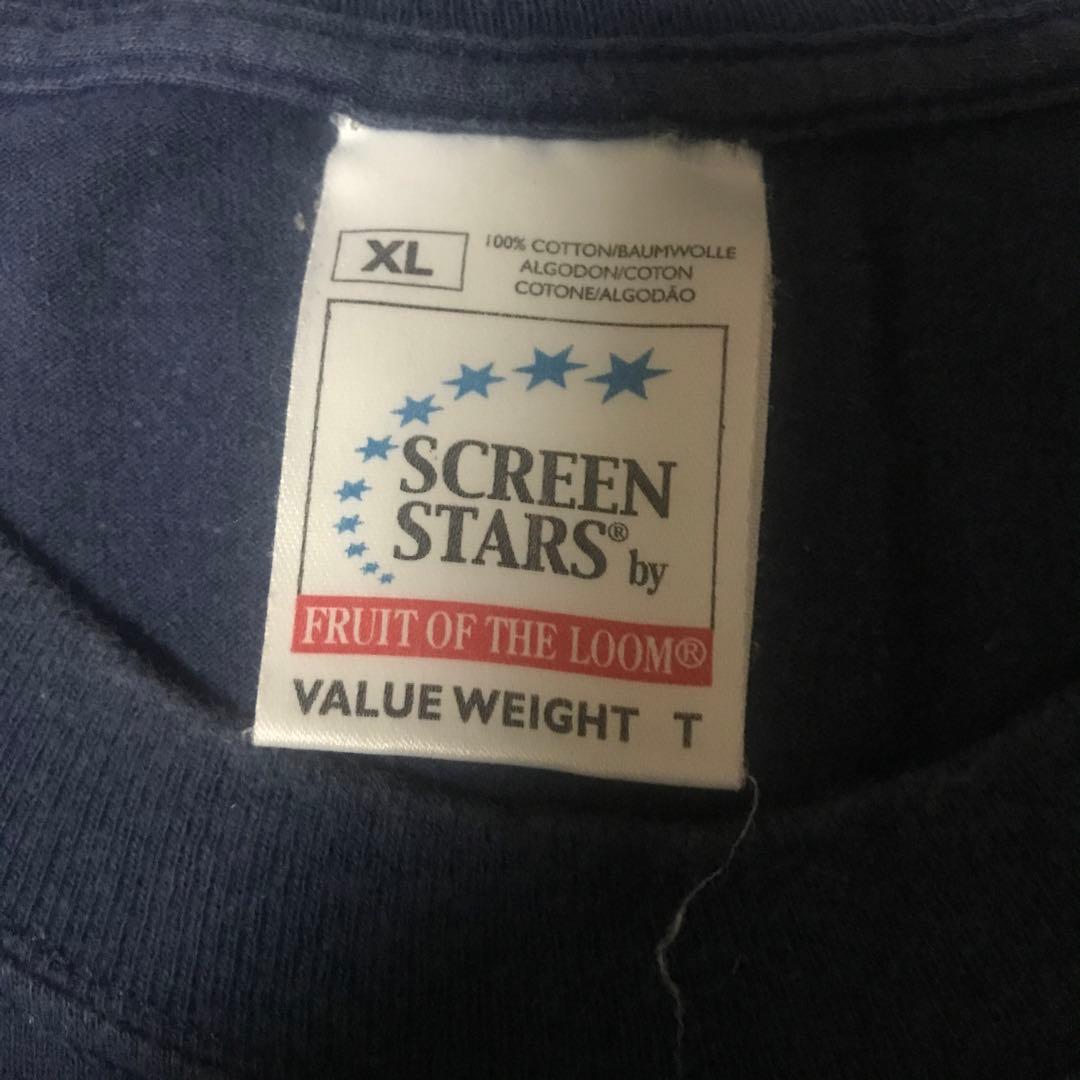 XL
100% COTTON/BAUMWOLLE
ALGODON/COTON
COTONE/ALGODÃO
SCREEN
STARS® by
FRUIT OF THE LOOM®
VALUE WEIGHT T